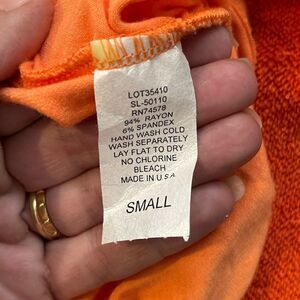 LOT35410
SL-50110
RN74578
94% RAYON
6% SPANDEX
HAND WASH COLD
WASH SEPARATELY
LAY FLAT TO DRY
NO CHLORINE
BLEACH
MADE IN U.S.A
SMALL